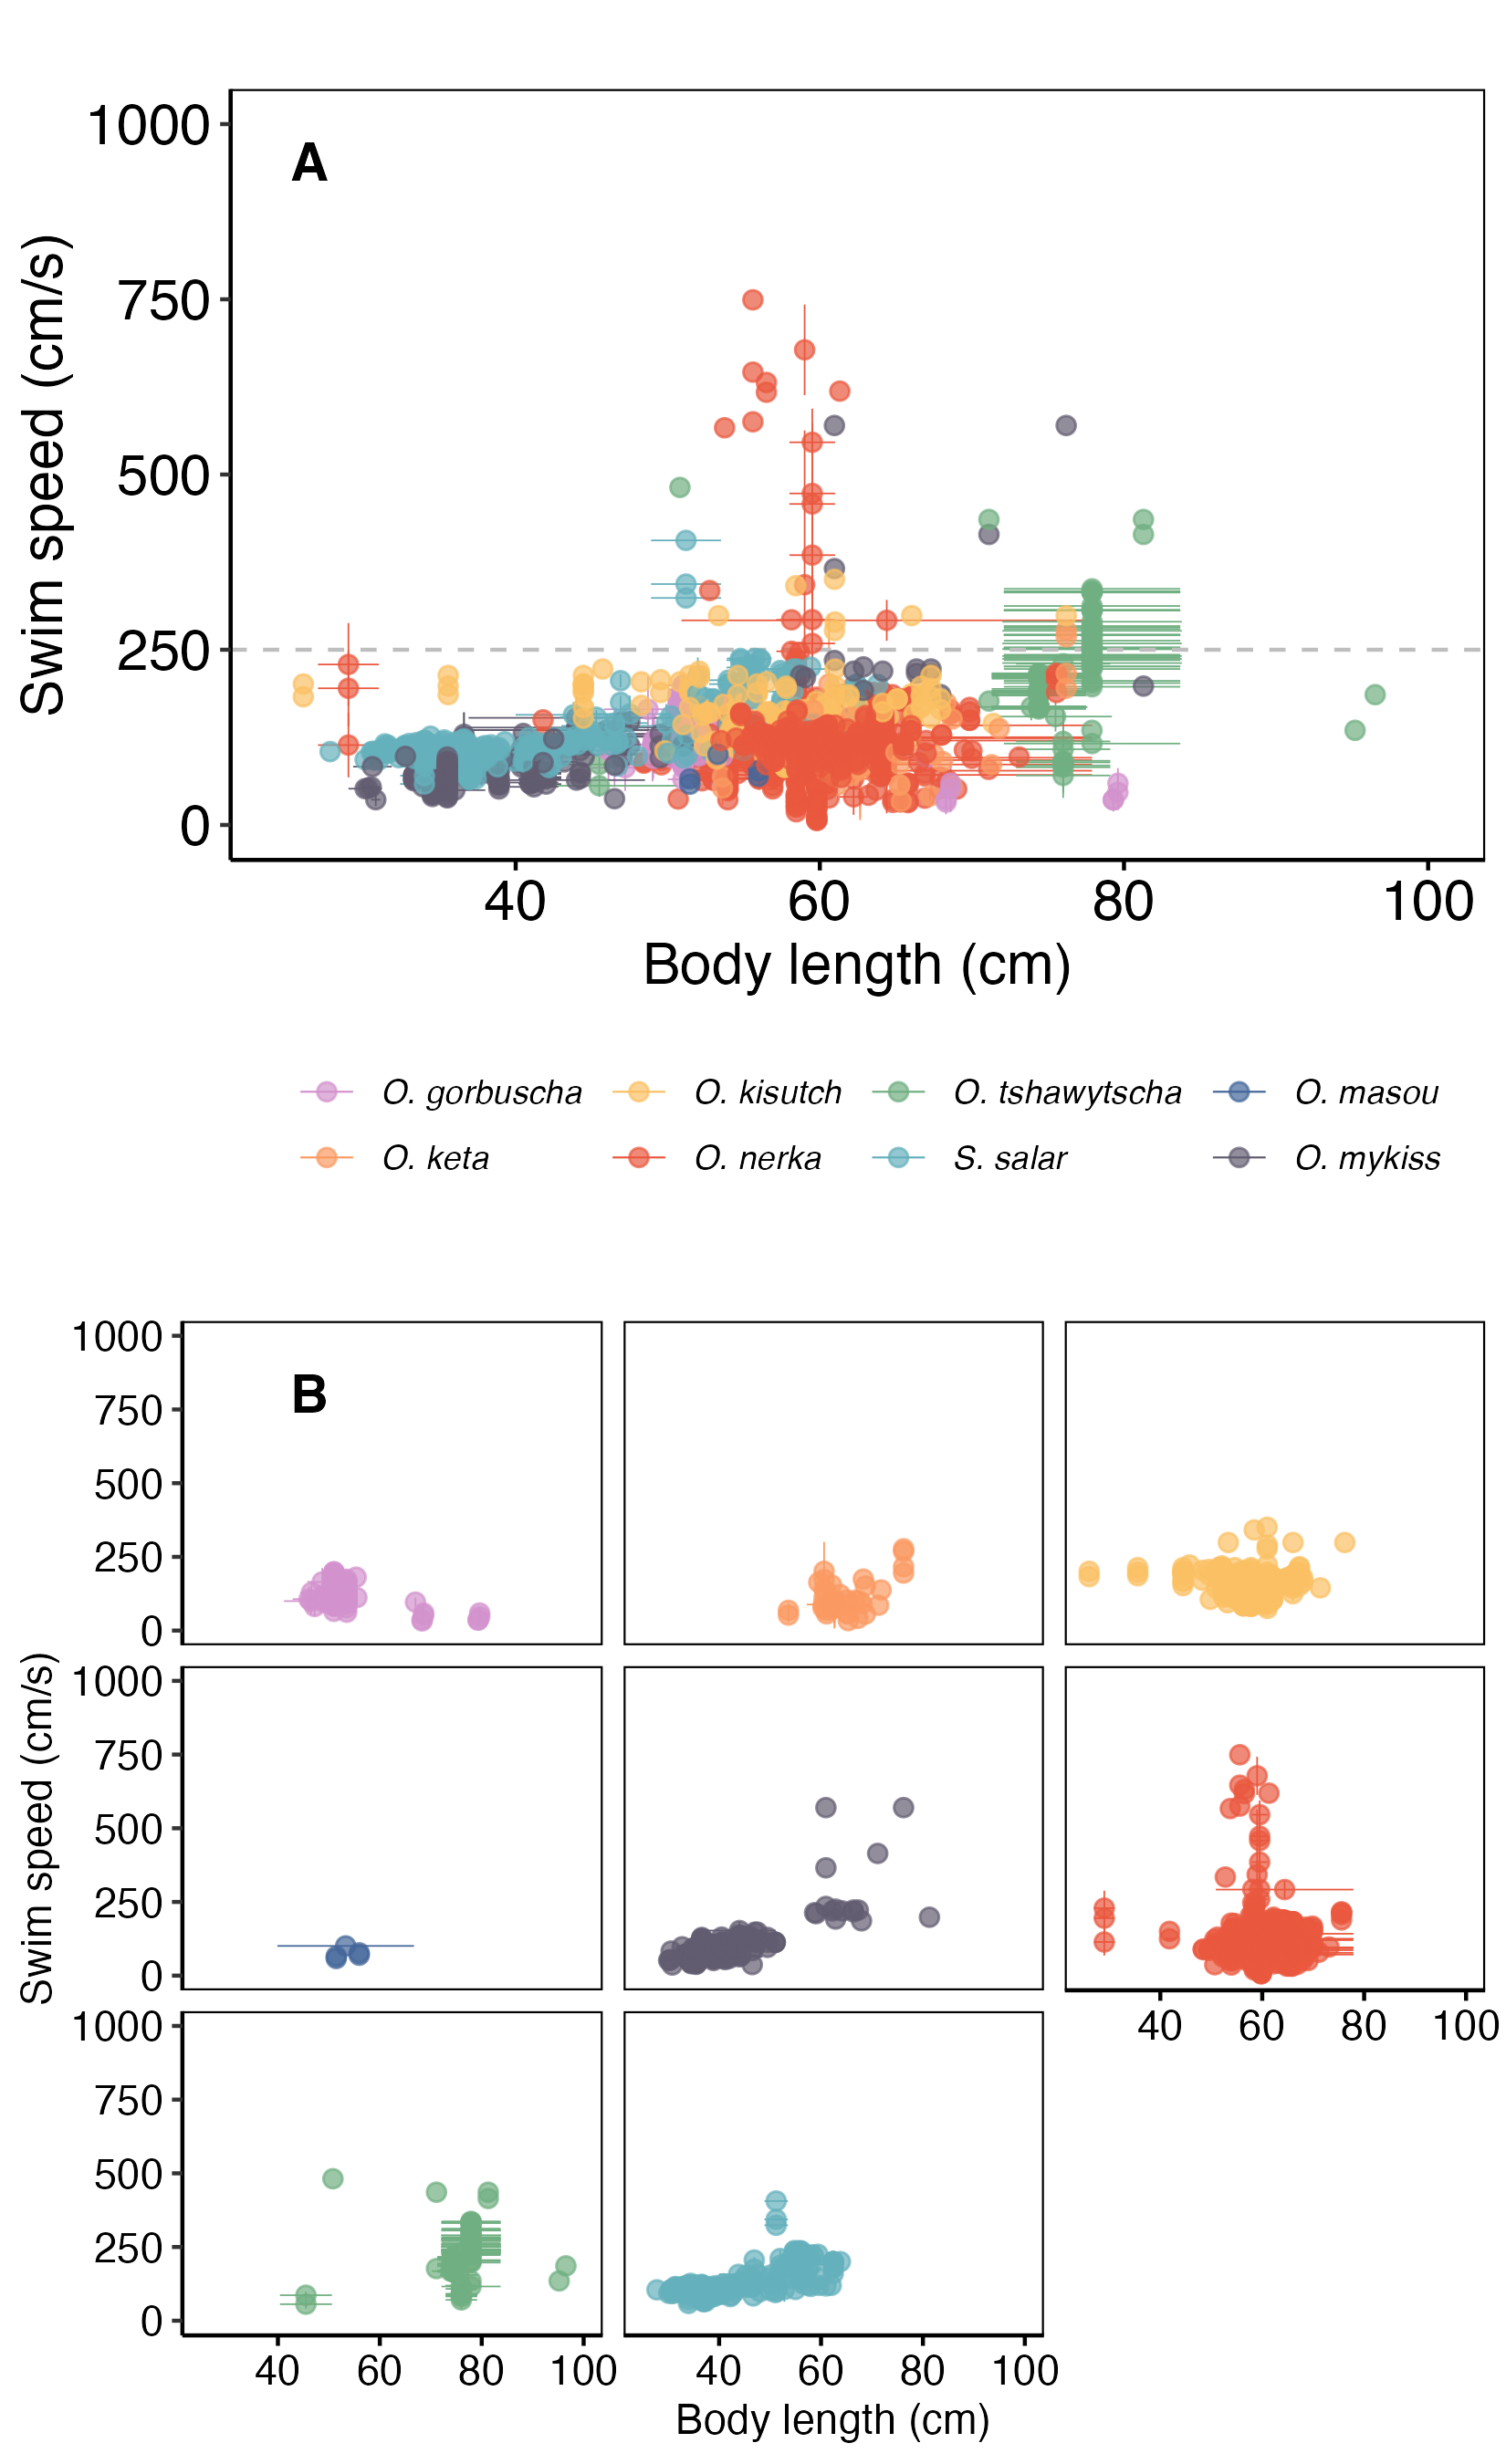 1000
A
750
500
250
0
Swim speed (cm/s)
40 60 80 100
Body length (cm)
O. gorbuscha O. kisutch O. tshawytscha O. masou
O. keta O. nerka S. salar O. mykiss
1000
B
750
500
250
0
1000
750
500
250
0
Swim speed (cm/s)
40 60 80 100
1000
750
500
250
0
40 60 80 100 40 60 80 100
Body length (cm)